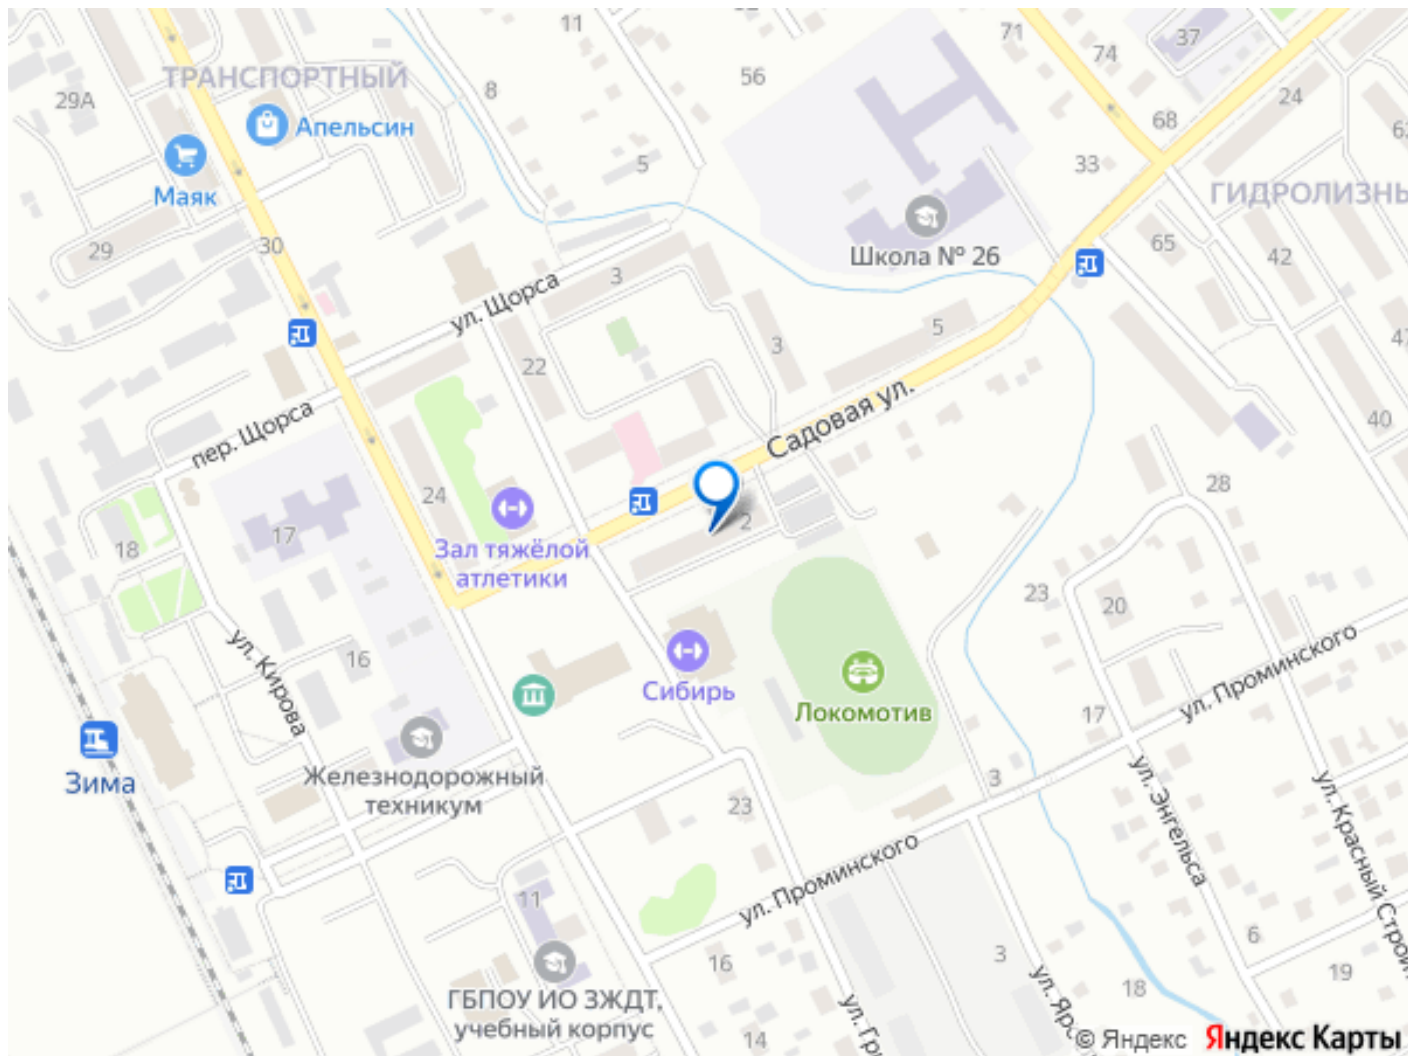 11
71
37
74
56
ТРАНСПОРТНЫЙ
29А
8
24
Апельсин
68
5
33
Маяк
ГИДРОЛИЗНЫ
30
29
65
42
Школа № 26
3
ул. Щорса
5
3
22
47
Садовая ул.
40
пер. Щорса
28
24
17
2
18
Зал тяжёлой
атлетики
23
20
ул. Кирова
16
Сибирь
ул. Проминского
Локомотив
17
Зима
Железнодорожный
техникум
3
23
ул. Энгельса
ул. Проминского
11
6
3
16
19
18
ГБПОУ ИО ЗЖДТ,
учебный корпус
14
© Яндекс
Яндекс Карты